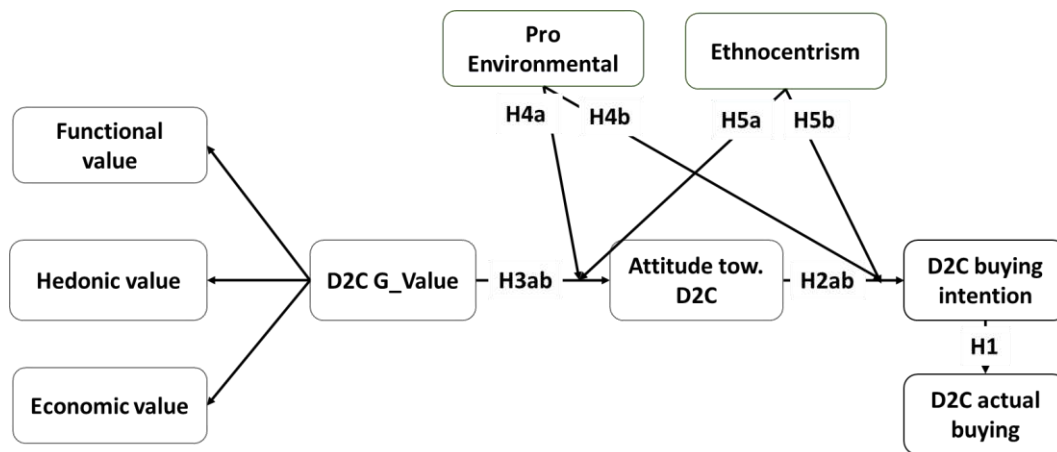 Pro
Environmental
Ethnocentrism
H4a
H4b
H5a
H5b
Functional
value
Hedonic value
D2C G_Value
H3ab
Attitude tow.
D2C
H2ab
D2C buying
intention
H1
Economic value
D2C actual
buying